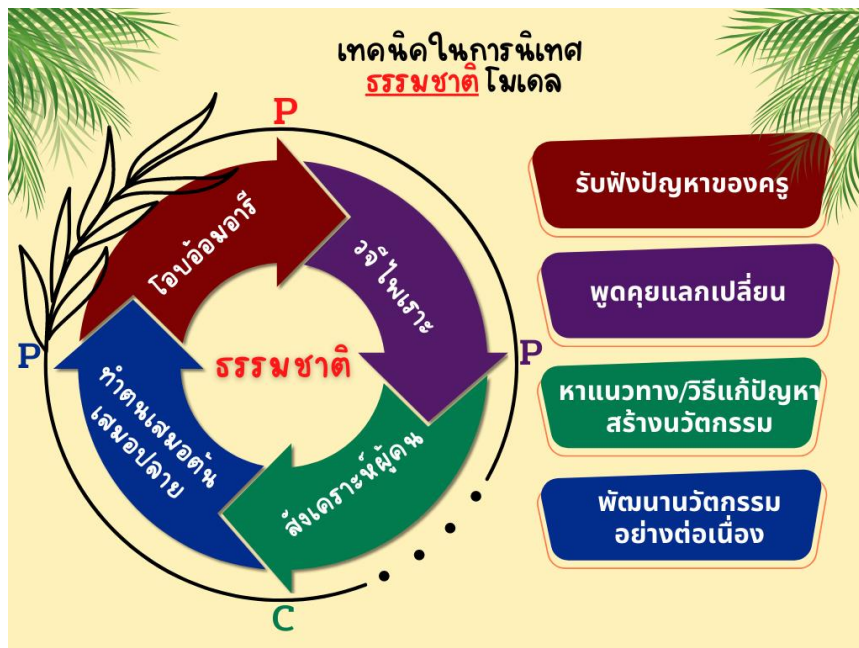 เทคนิคในการนิเทศ
ธรรมชาติ โมเดล
P
โอบอ้อมอารี
วจีไพเราะ
รับฟังปัญหาของครู
พูดคุยแลกเปลี่ยน
P
ธรรมชาติ
P
ทำตนเสมอต้น
เสมอปลาย
สังเคราะห์ผู้คน
หาแนวทาง/วิธีแก้ปัญหา
สร้างนวัตกรรม
พัฒนานวัตกรรม
อย่างต่อเนื่อง
C